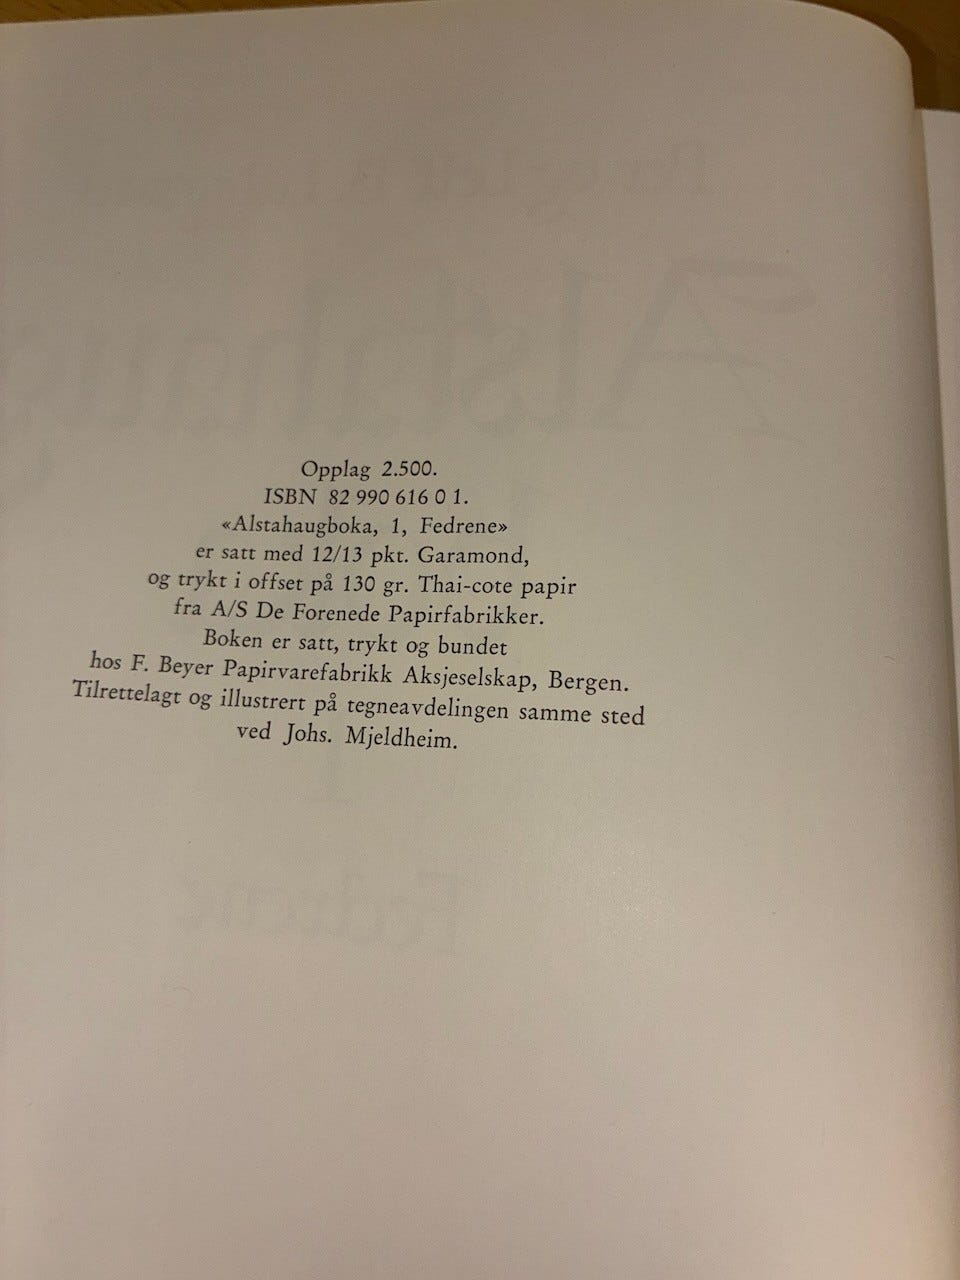 Opplag 2.500.
ISBN 82 990 616 0 1.
«Alstahaugboka, 1, Fedrene»
er satt med 12/13 pkt. Garamond,
og trykt i offset på 130 gr. Thai-cote papir
fra A/S De Forenede Papirfabrikker.
Boken er satt, trykt og bundet
hos F. Beyer Papirvarefabrikk Aksjeselskap, Bergen.
Tilrettelagt og illustrert på tegneavdelingen samme sted
ved Johs. Mjeldheim.